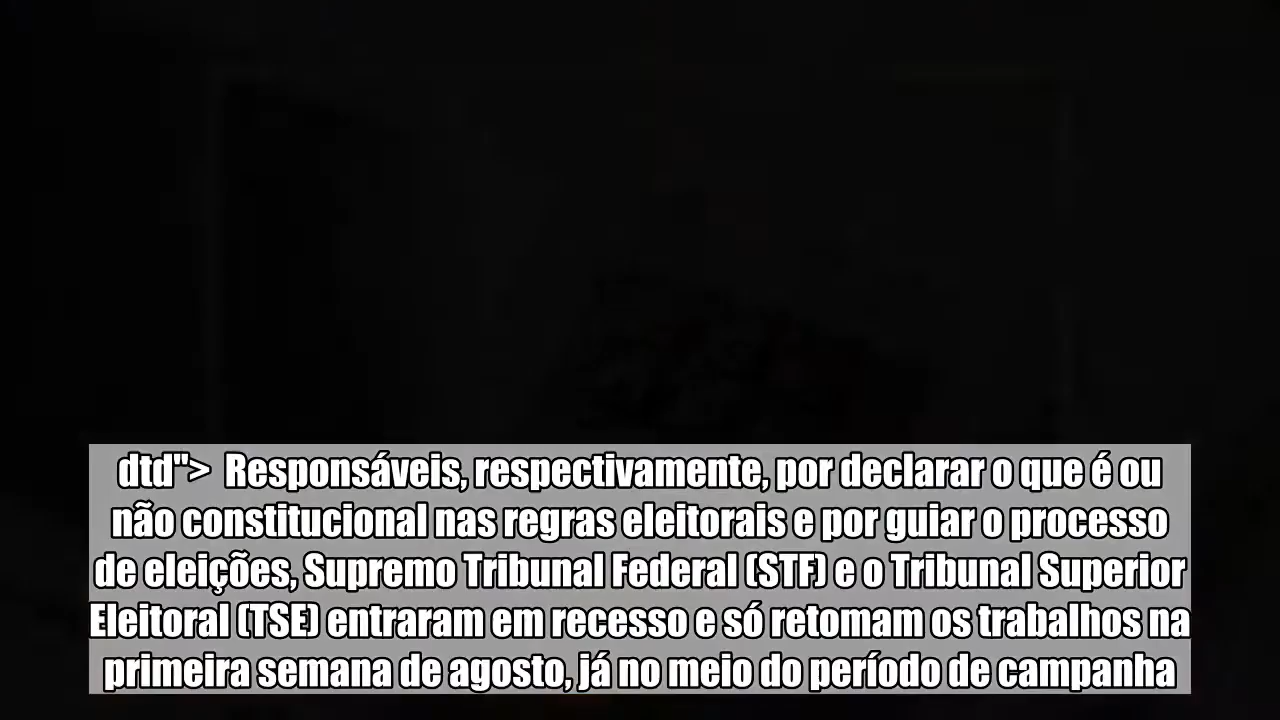 dtd"> Responsáveis, respectivamente, por declarar o que é ou
não constitucional nas regras eleitorais e por guiar o processo
de eleições, Supremo Tribunal Federal (STF) e o Tribunal Superior
Eleitoral (TSE) entraram em recesso e só retomam os trabalhos na
primeira semana de agosto, já no meio do período de campanha